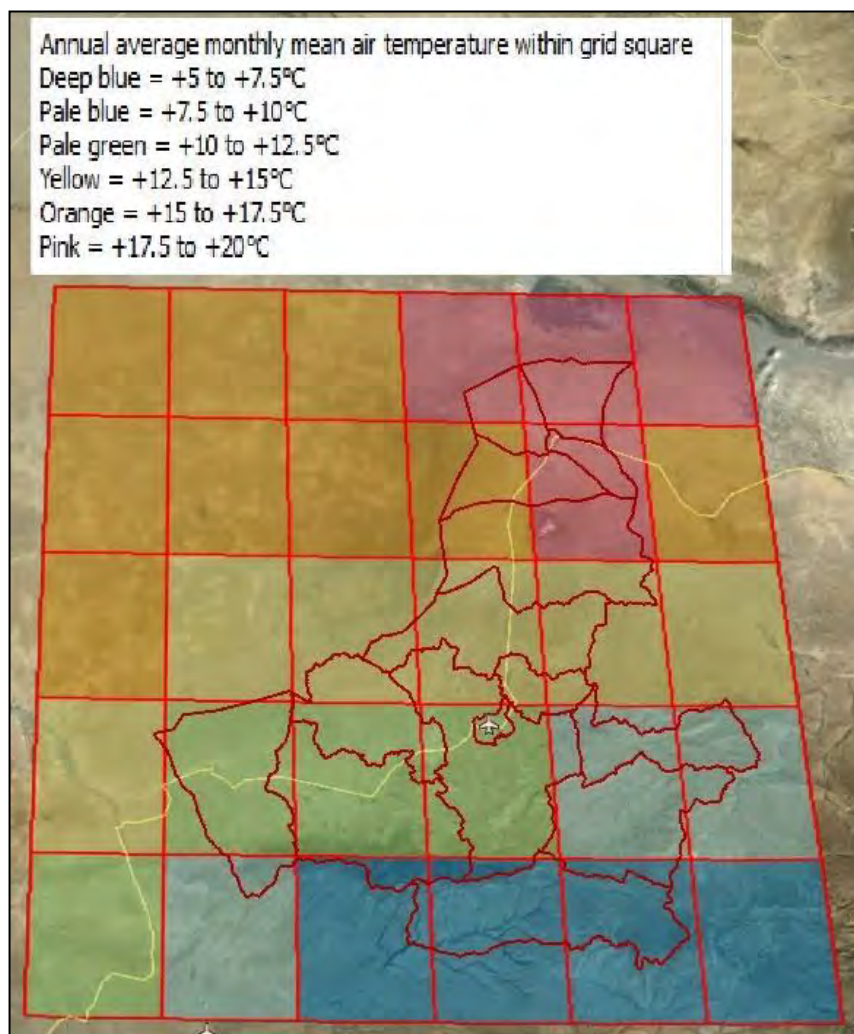 Annual average monthly mean air temperature within grid square
Deep blue = +5 to +7.5°C
Pale blue = +7.5 to +10°C
Pale green = +10 to +12.5°C
Yellow = +12.5 to +15°C
Orange = +15 to +17.5°C
Pink = +17.5 to +20°C